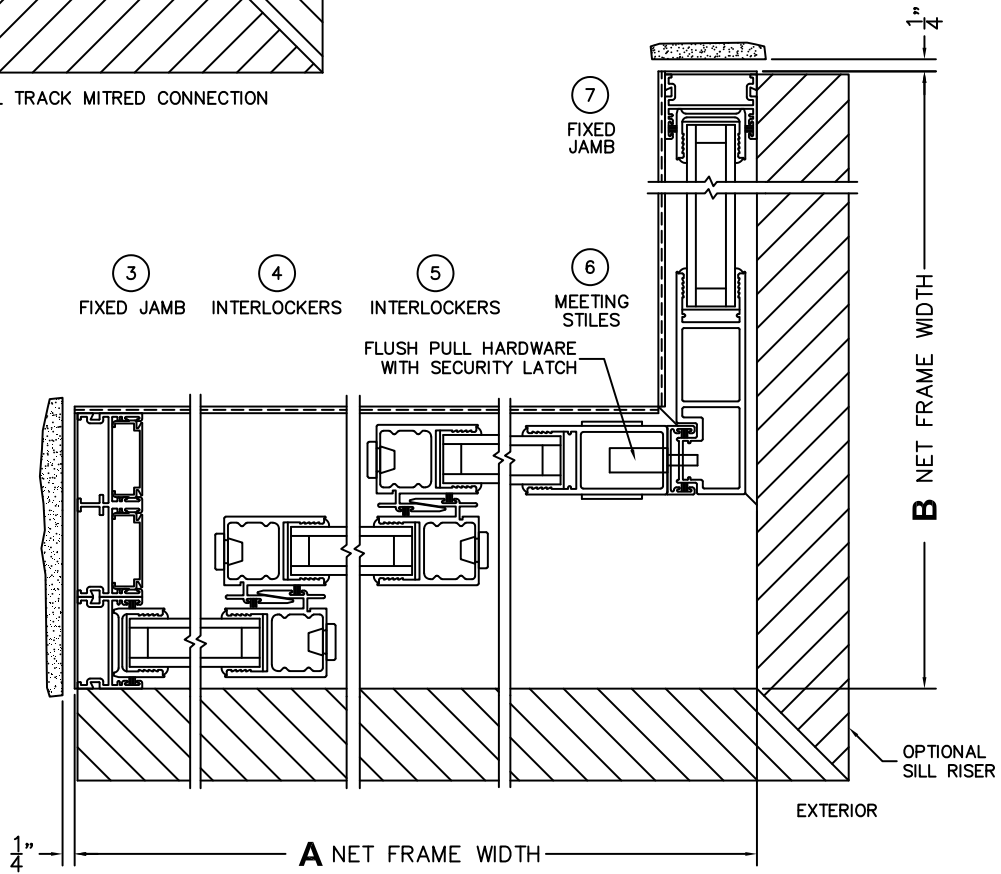 TRACK MITRED CONNECTION
1/4"
7
FIXED
JAMB
3
FIXED JAMB
4
INTERLOCKERS
5
INTERLOCKERS
6
MEETING
STILES
FLUSH PULL HARDWARE
WITH SECURITY LATCH
B NET FRAME WIDTH
OPTIONAL
SILL RISER
EXTERIOR
1/4"
A NET FRAME WIDTH